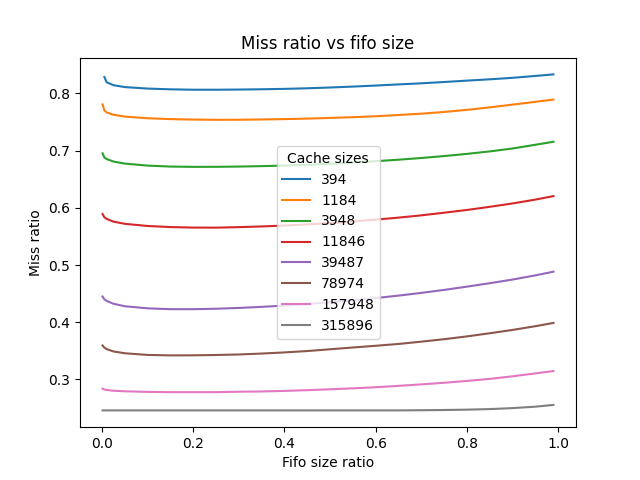 Miss ratio vs fifo size
Miss ratio
0.8
0.7
0.6
0.5
0.4
0.3
Cache sizes
394
1184
3948
11846
39487
78974
157948
315896
0.0 0.2 0.4 0.6 0.8 1.0
Fifo size ratio